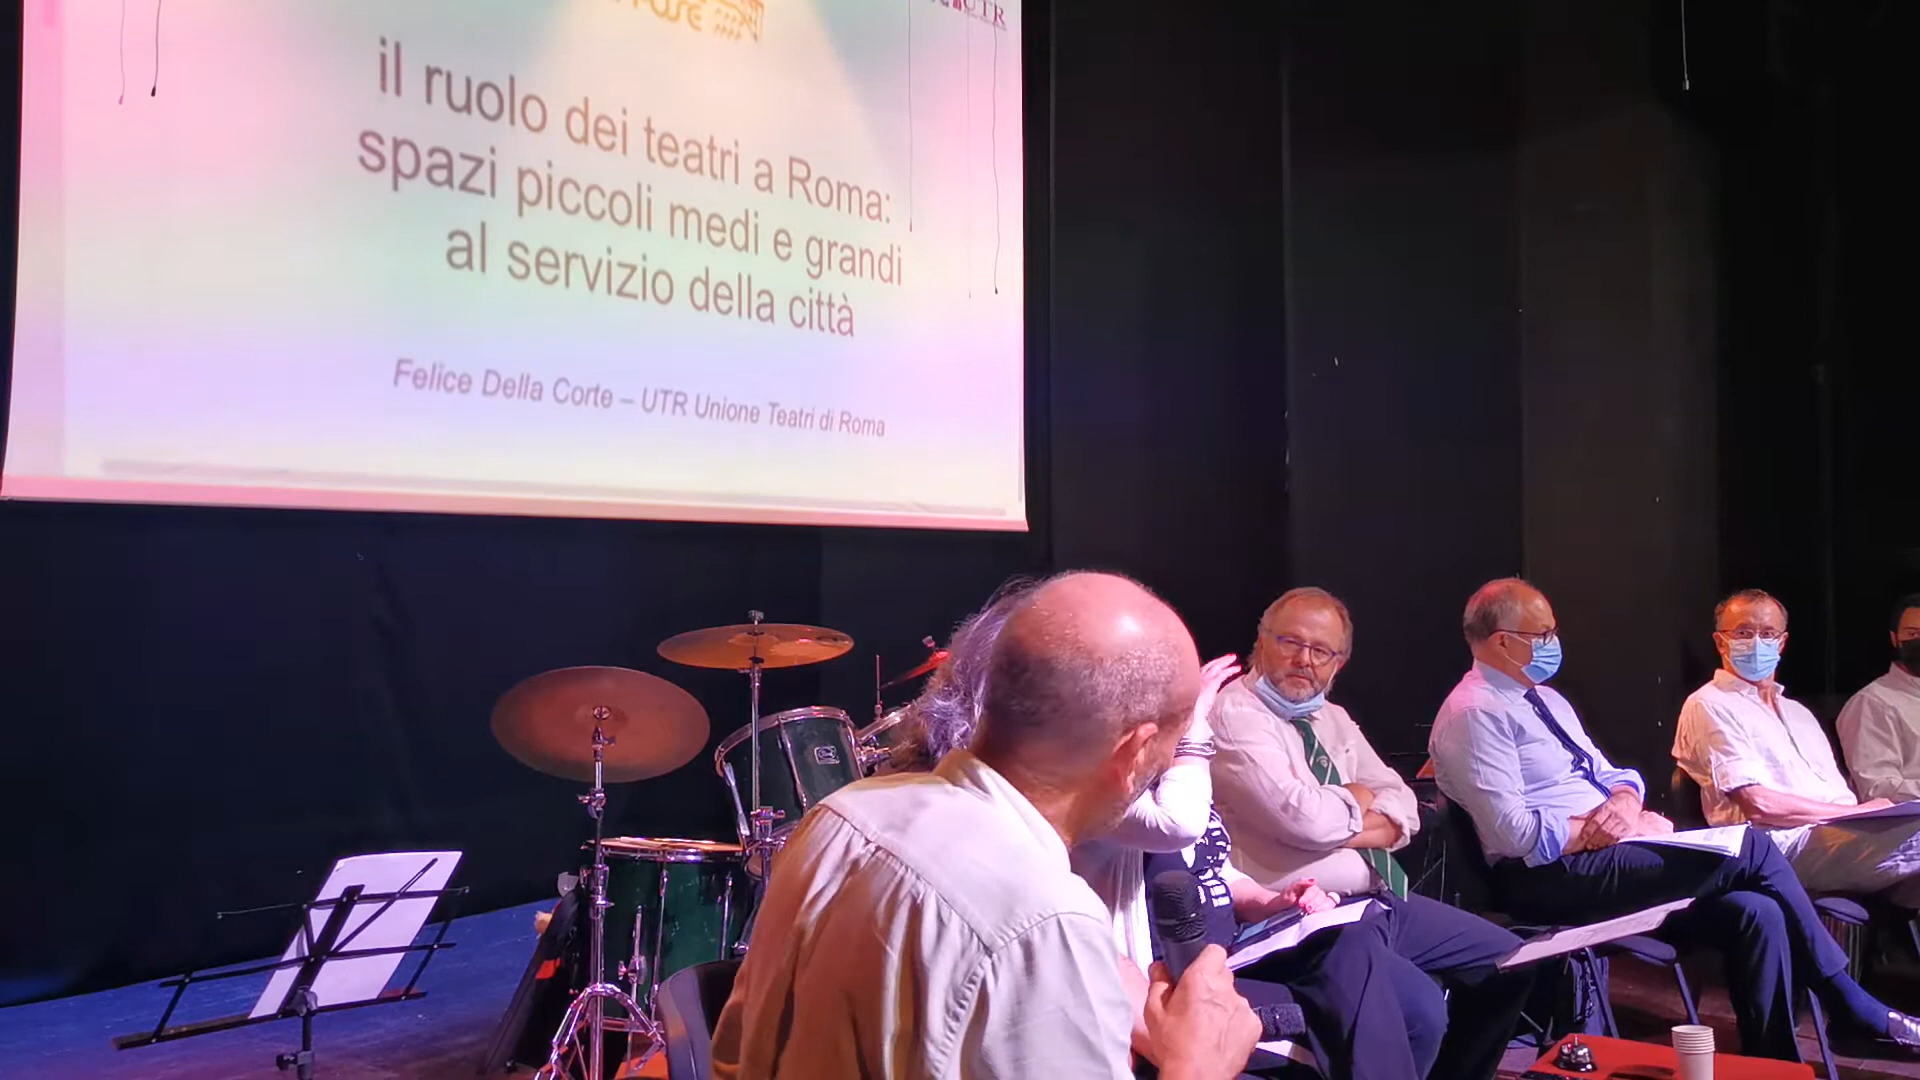 UTR
il ruolo dei teatri a Roma:
spazi piccoli medi e grandi
al servizio della città
Felice Della Corte – UTR Unione Teatri di Roma